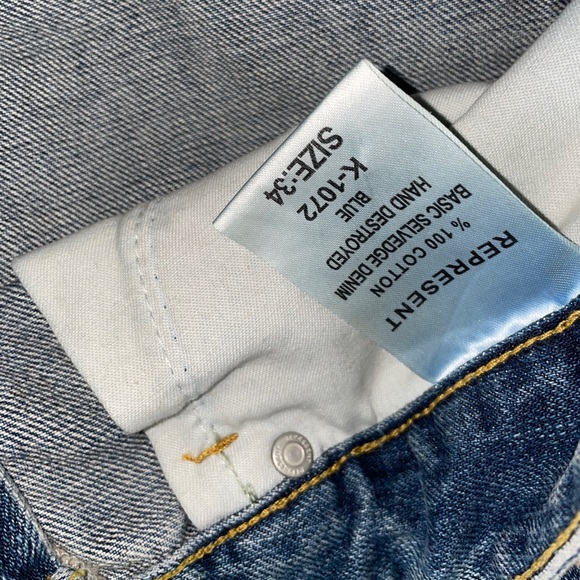 REPRESENT
% 100 COTTON
BASIC SELVEDGE DENIM
HAND DESTROYED
BLUE
K-1072
SIZE:34